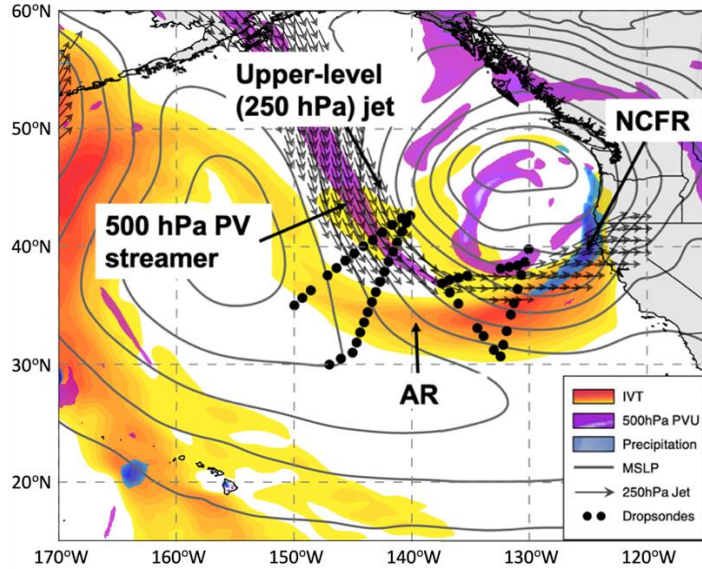 60°N
Upper-level
(250 hPa) jet
NCFR
50°N
500 hPa PV
streamer
40°N
30°N
AR
IVT
500hPa PVU
Precipitation
20°N
MSLP
250hPa Jet
Dropsondes
170°W 160°W 150°W 140°W 130°W 120°W